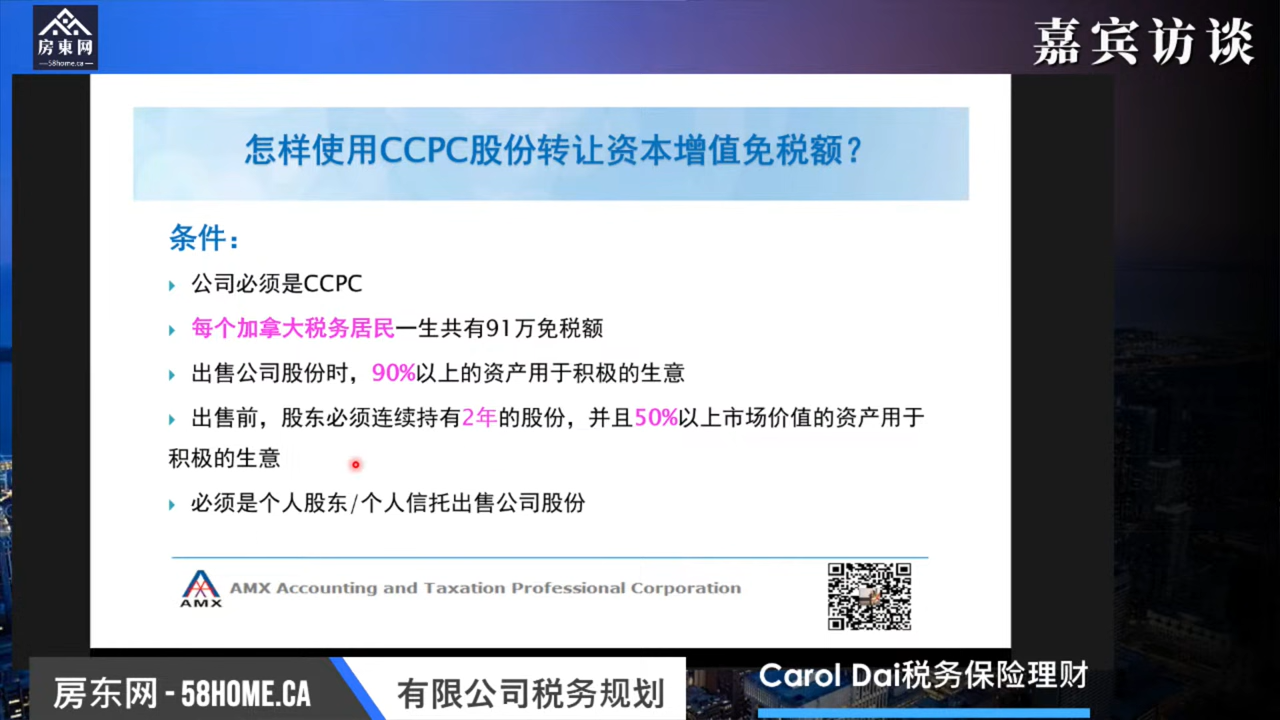 房東网
58home.ca
嘉宾访谈
怎样使用CCPC股份转让资本增值免税额？
条件：
公司必须是CCPC
每个加拿大税务居民一生共有91万免税额
出售公司股份时，90%以上的资产用于积极的生意
出售前，股东必须连续持有2年的股份，并且50%以上市场价值的资产用于
积极的生意
必须是个人股东/个人信托出售公司股份
AMX
AMX Accounting and Taxation Professional Corporation
房东网 - 58HOME.CA
有限公司税务规划
Carol Dai税务保险理财